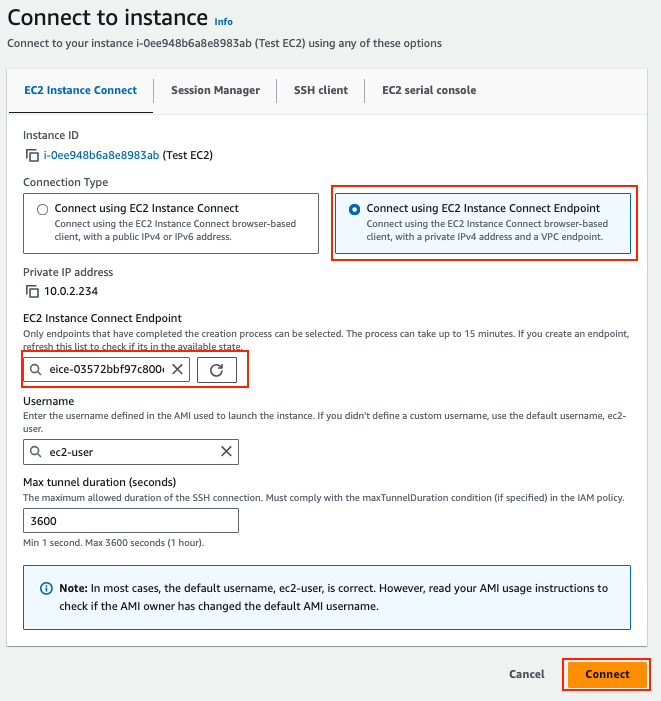 Connect to instance Info
Connect to your instance i-0ee948b6a8e8983ab (Test EC2) using any of these options
EC2 Instance Connect
Session Manager
SSH client
EC2 serial console
Instance ID
i-0ee948b6a8e8983ab (Test EC2)
Connection Type
Connect using EC2 Instance Connect
Connect using the EC2 Instance Connect browser-based
client, with a public IPv4 or IPv6 address.
Connect using EC2 Instance Connect Endpoint
Connect using the EC2 Instance Connect browser-based
client, with a private IPv4 address and a VPC endpoint.
Private IP address
10.0.2.234
EC2 Instance Connect Endpoint
Only endpoints that have completed the creation process can be selected. The process can take up to 15 minutes. If you create an endpoint,
refresh this list to check if its in the available state.
eice-03572bbf97c800
Username
Enter the username defined in the AMI used to launch the instance. If you didn't define a custom username, use the default username, ec2-
user.
ec2-user
Max tunnel duration (seconds)
The maximum allowed duration of the SSH connection. Must comply with the maxTunnelDuration condition (if specified) in the IAM policy.
3600
Min 1 second. Max 3600 seconds (1 hour).
Note: In most cases, the default username, ec2-user, is correct. However, read your AMI usage instructions to
check if the AMI owner has changed the default AMI username.
Cancel
Connect